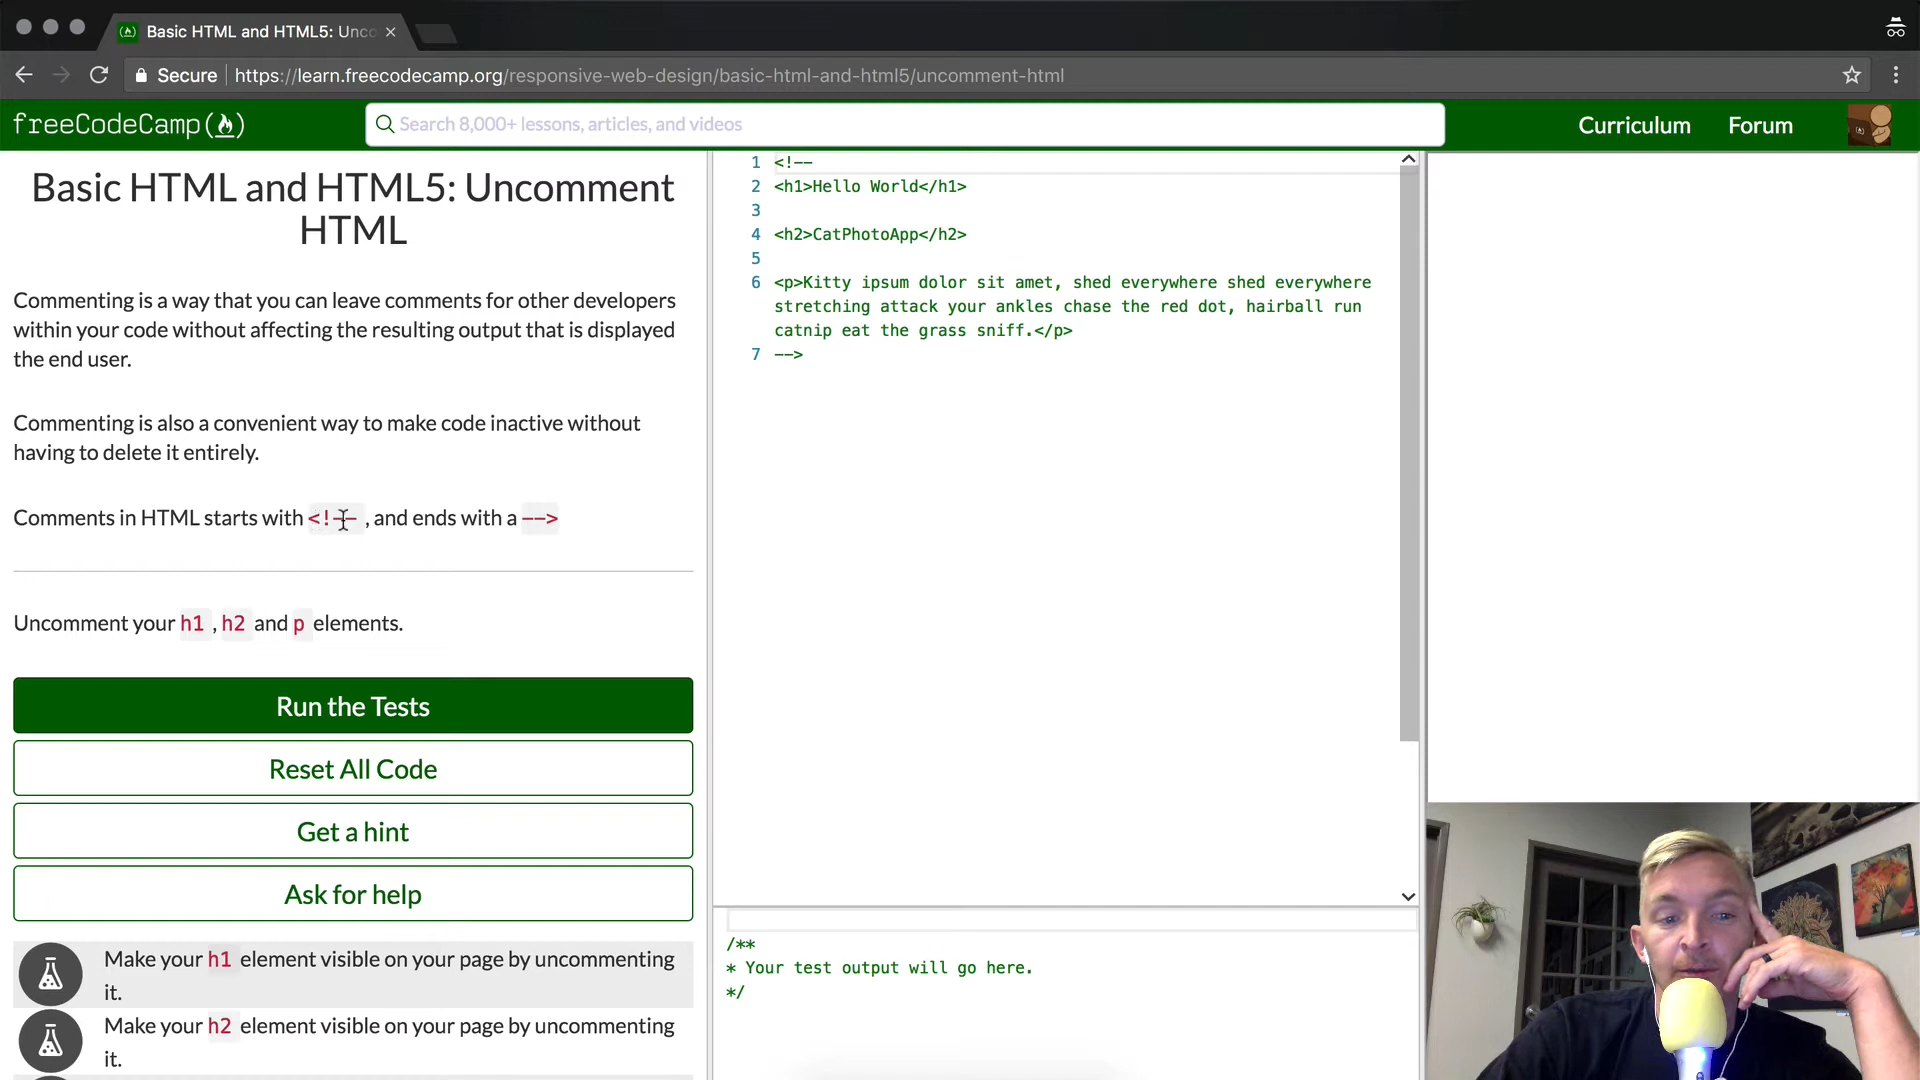 Basic HTML and HTML5: Unco
Secure
https://learn.freecodecamp.org/responsive-web-design/basic-html-and-html5/uncomment-html
freeCodeCamp
Search 8,000+ lessons, articles, and videos
Curriculum
Forum
Basic HTML and HTML5: Uncomment
HTML
Commenting is a way that you can leave comments for other developers
within your code without affecting the resulting output that is displayed
the end user.
Commenting is also a convenient way to make code inactive without
having to delete it entirely.
Comments in HTML starts with <!-- , and ends with a -->
Uncomment your h1 , h2 and p elements.
Run the Tests
Reset All Code
Get a hint
Ask for help
Make your h1 element visible on your page by uncommenting
it.
Make your h2 element visible on your page by uncommenting
it.
1 <!--
2 <h1>Hello World</h1>
3
4 <h2>CatPhotoApp</h2>
5
6 <p>Kitty ipsum dolor sit amet, shed everywhere shed everywhere
stretching attack your ankles chase the red dot, hairball run
catnip eat the grass sniff.</p>
7 -->
/**
* Your test output will go here.
*/